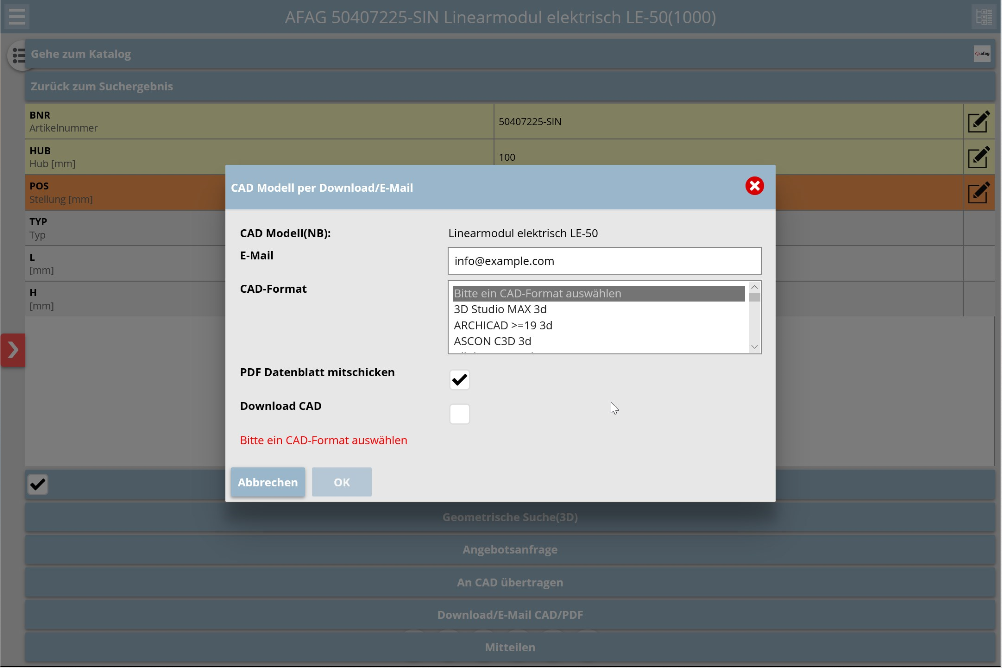 AFAG 50407225-SIN Linearmodul elektrisch LE-50(1000)
Gehe zum Katalog
Zurück zum Suchergebnis
BNR
Artikelnummer
50407225-SIN
HUB
Hub [mm]
100
POS
Stellung [mm]
TYP
Typ
L
[mm]
H
[mm]
CAD Modell per Download/E-Mail
CAD Modell(NB):
Linearmodul elektrisch LE-50
E-Mail
info@example.com
CAD-Format
Bitte ein CAD-Format auswählen
3D Studio MAX 3d
ARCHICAD >=19 3d
ASCON C3D 3d
PDF Datenblatt mitschicken
Download CAD
Bitte ein CAD-Format auswählen
Abbrechen
OK
Geometrische Suche(3D)
Angebotsanfrage
An CAD übertragen
Download/E-Mail CAD/PDF
Mitteilen